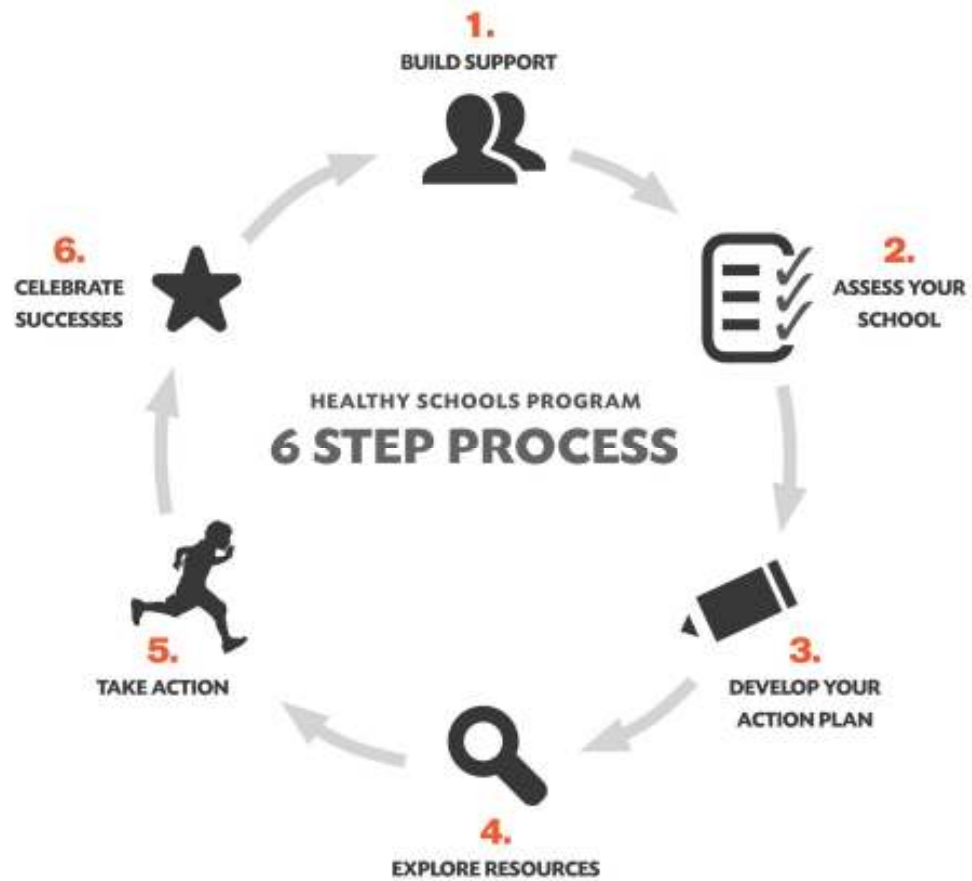 1.
BUILD SUPPORT
2.
ASSESS YOUR
SCHOOL
3.
DEVELOP YOUR
ACTION PLAN
4.
EXPLORE RESOURCES
5.
TAKE ACTION
6.
CELEBRATE
SUCCESSES
HEALTHY SCHOOLS PROGRAM
6 STEP PROCESS